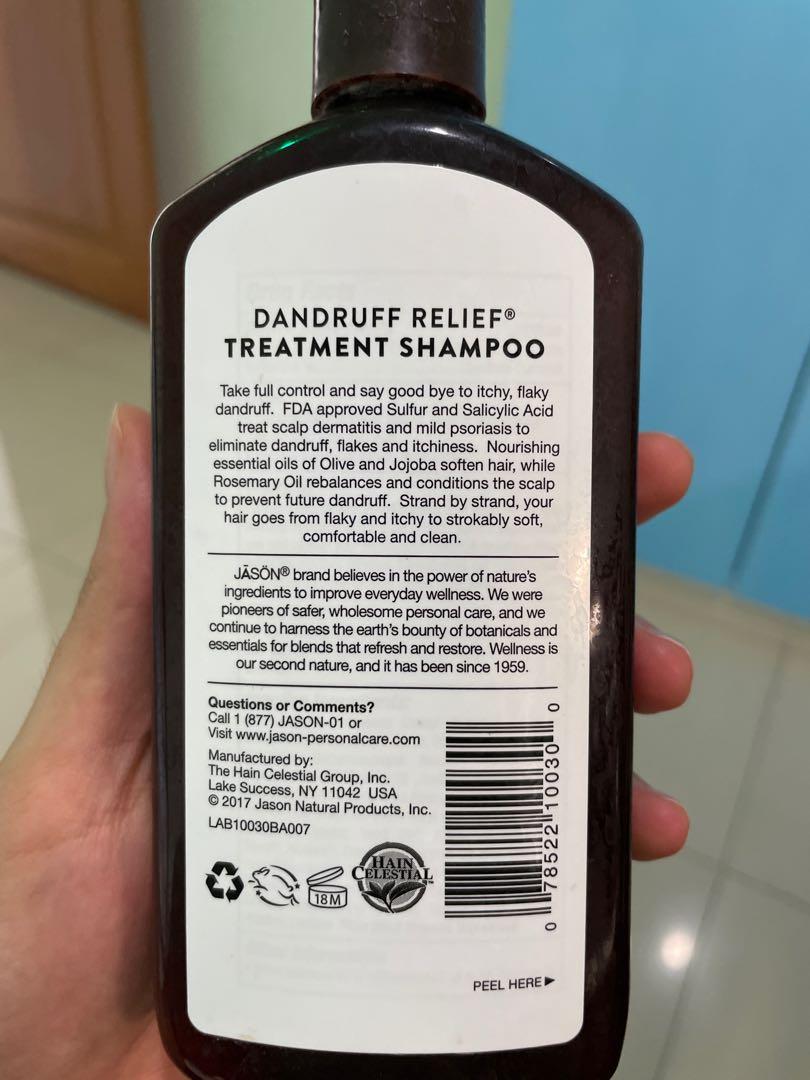 DANDRUFF RELIEF®
TREATMENT SHAMPOO
Take full control and say good bye to itchy, flaky
dandruff. FDA approved Sulfur and Salicylic Acid
treat scalp dermatitis and mild psoriasis to
eliminate dandruff, flakes and itchiness. Nourishing
essential oils of Olive and Jojoba soften hair, while
Rosemary Oil rebalances and conditions the scalp
to prevent future dandruff. Strand by strand, your
hair goes from flaky and itchy to strokably soft,
comfortable and clean.
JĀSÖN® brand believes in the power of nature's
ingredients to improve everyday wellness. We were
pioneers of safer, wholesome personal care, and we
continue to harness the earth's bounty of botanicals and
essentials for blends that refresh and restore. Wellness is
our second nature, and it has been since 1959.
Questions or Comments?
Call 1 (877) JASON-01 or
Visit www.jason-personalcare.com
Manufactured by:
The Hain Celestial Group, Inc.
Lake Success, NY 11042 USA
© 2017 Jason Natural Products, Inc.
LAB10030BA007
18M
HAIN
CELESTIAL™
0 78522 10030 0
PEEL HERE►